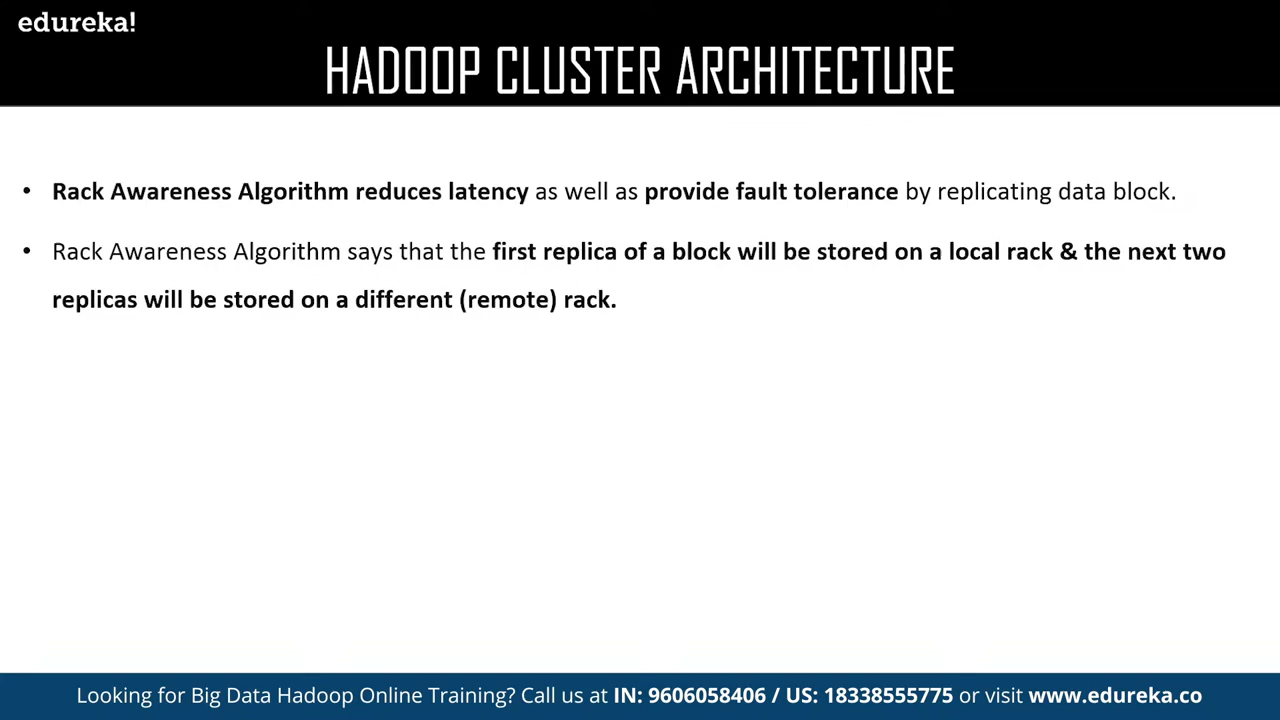 edureka!
HADOOP CLUSTER ARCHITECTURE
• Rack Awareness Algorithm reduces latency as well as provide fault tolerance by replicating data block.
• Rack Awareness Algorithm says that the first replica of a block will be stored on a local rack & the next two
replicas will be stored on a different (remote) rack.
Looking for Big Data Hadoop Online Training? Call us at IN: 9606058406 / US: 18338555775 or visit www.edureka.co